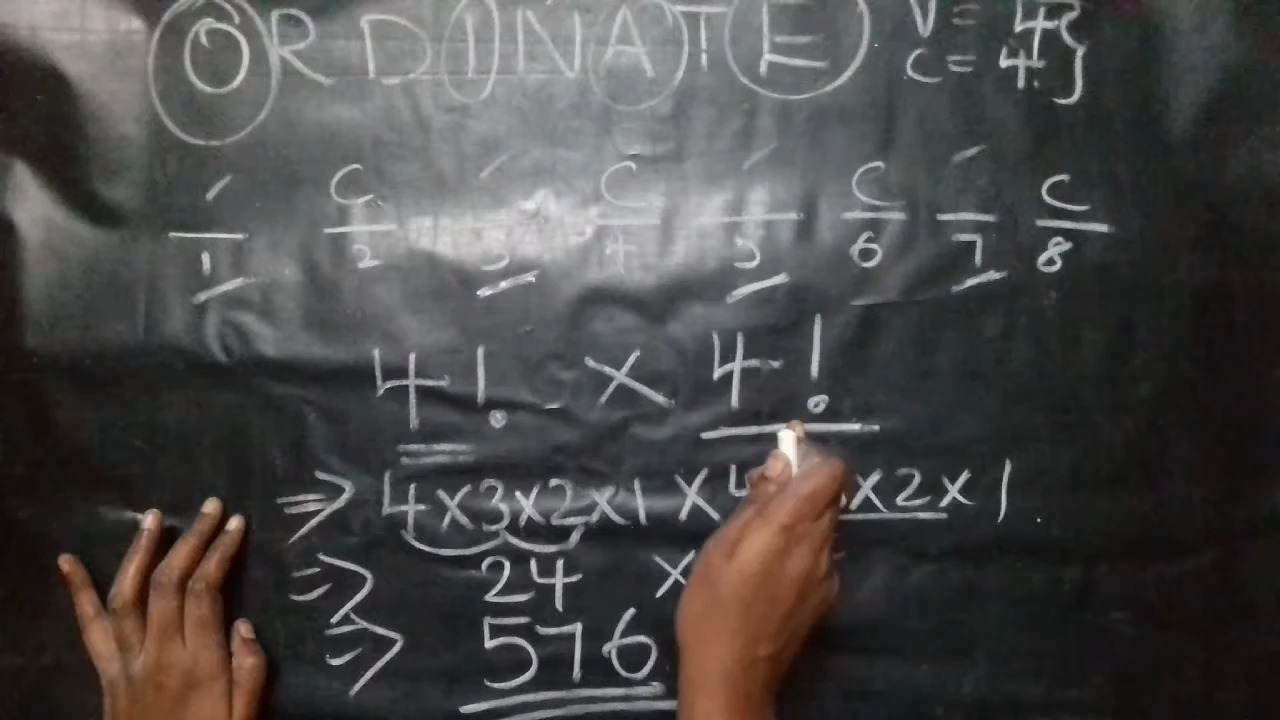 ORDINATE V = 4 }
C = 4
C C C C
1 2 3 4 5 6 7 8
4! × 4!
⇒ 4×3×2×1 × 4 ×2×1.
⇒ 24 ×
⇒ 576